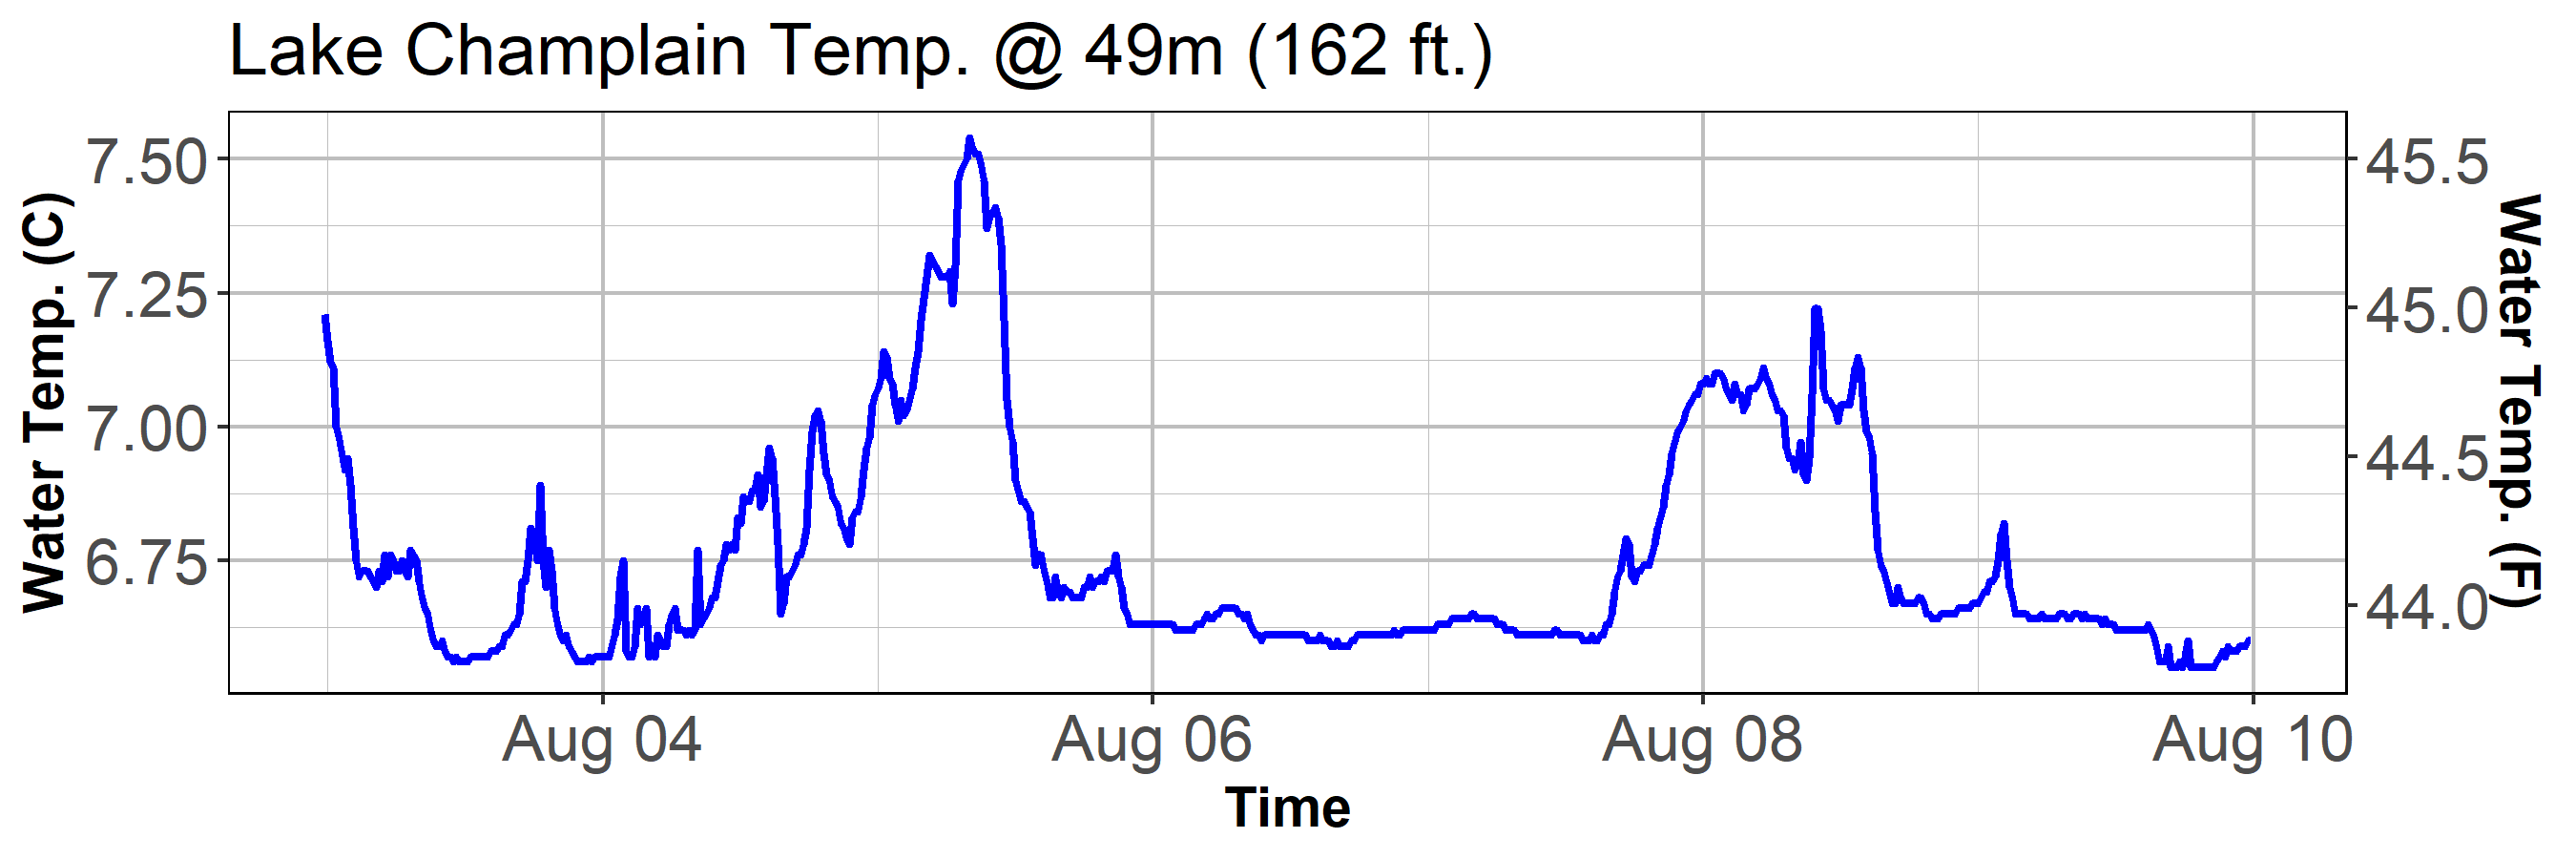 Lake Champlain Temp. @ 49m (162 ft.)
Water Temp. (C)
7.50
7.25
7.00
6.75
45.5
45.0
44.5
44.0
Water Temp. (F)
Aug 04
Aug 06
Aug 08
Aug 10
Time